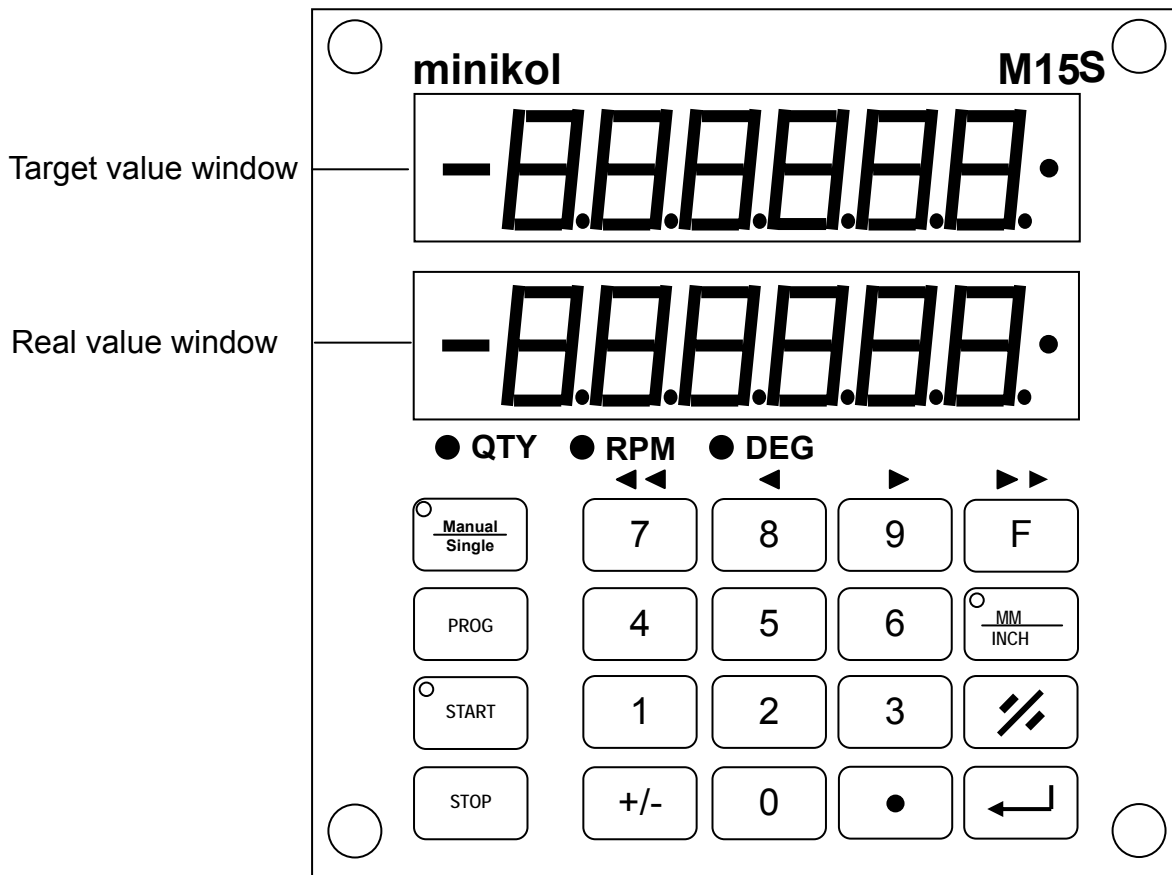 minikol M15S
Target value window
-8.8.8.8.8.8.
Real value window
-8.8.8.8.8.8.
QTY RPM DEG
Manual
Single
7 8 9 F
PROG
4 5 6
MM
INCH
START
1 2 3
STOP
+/- 0 •